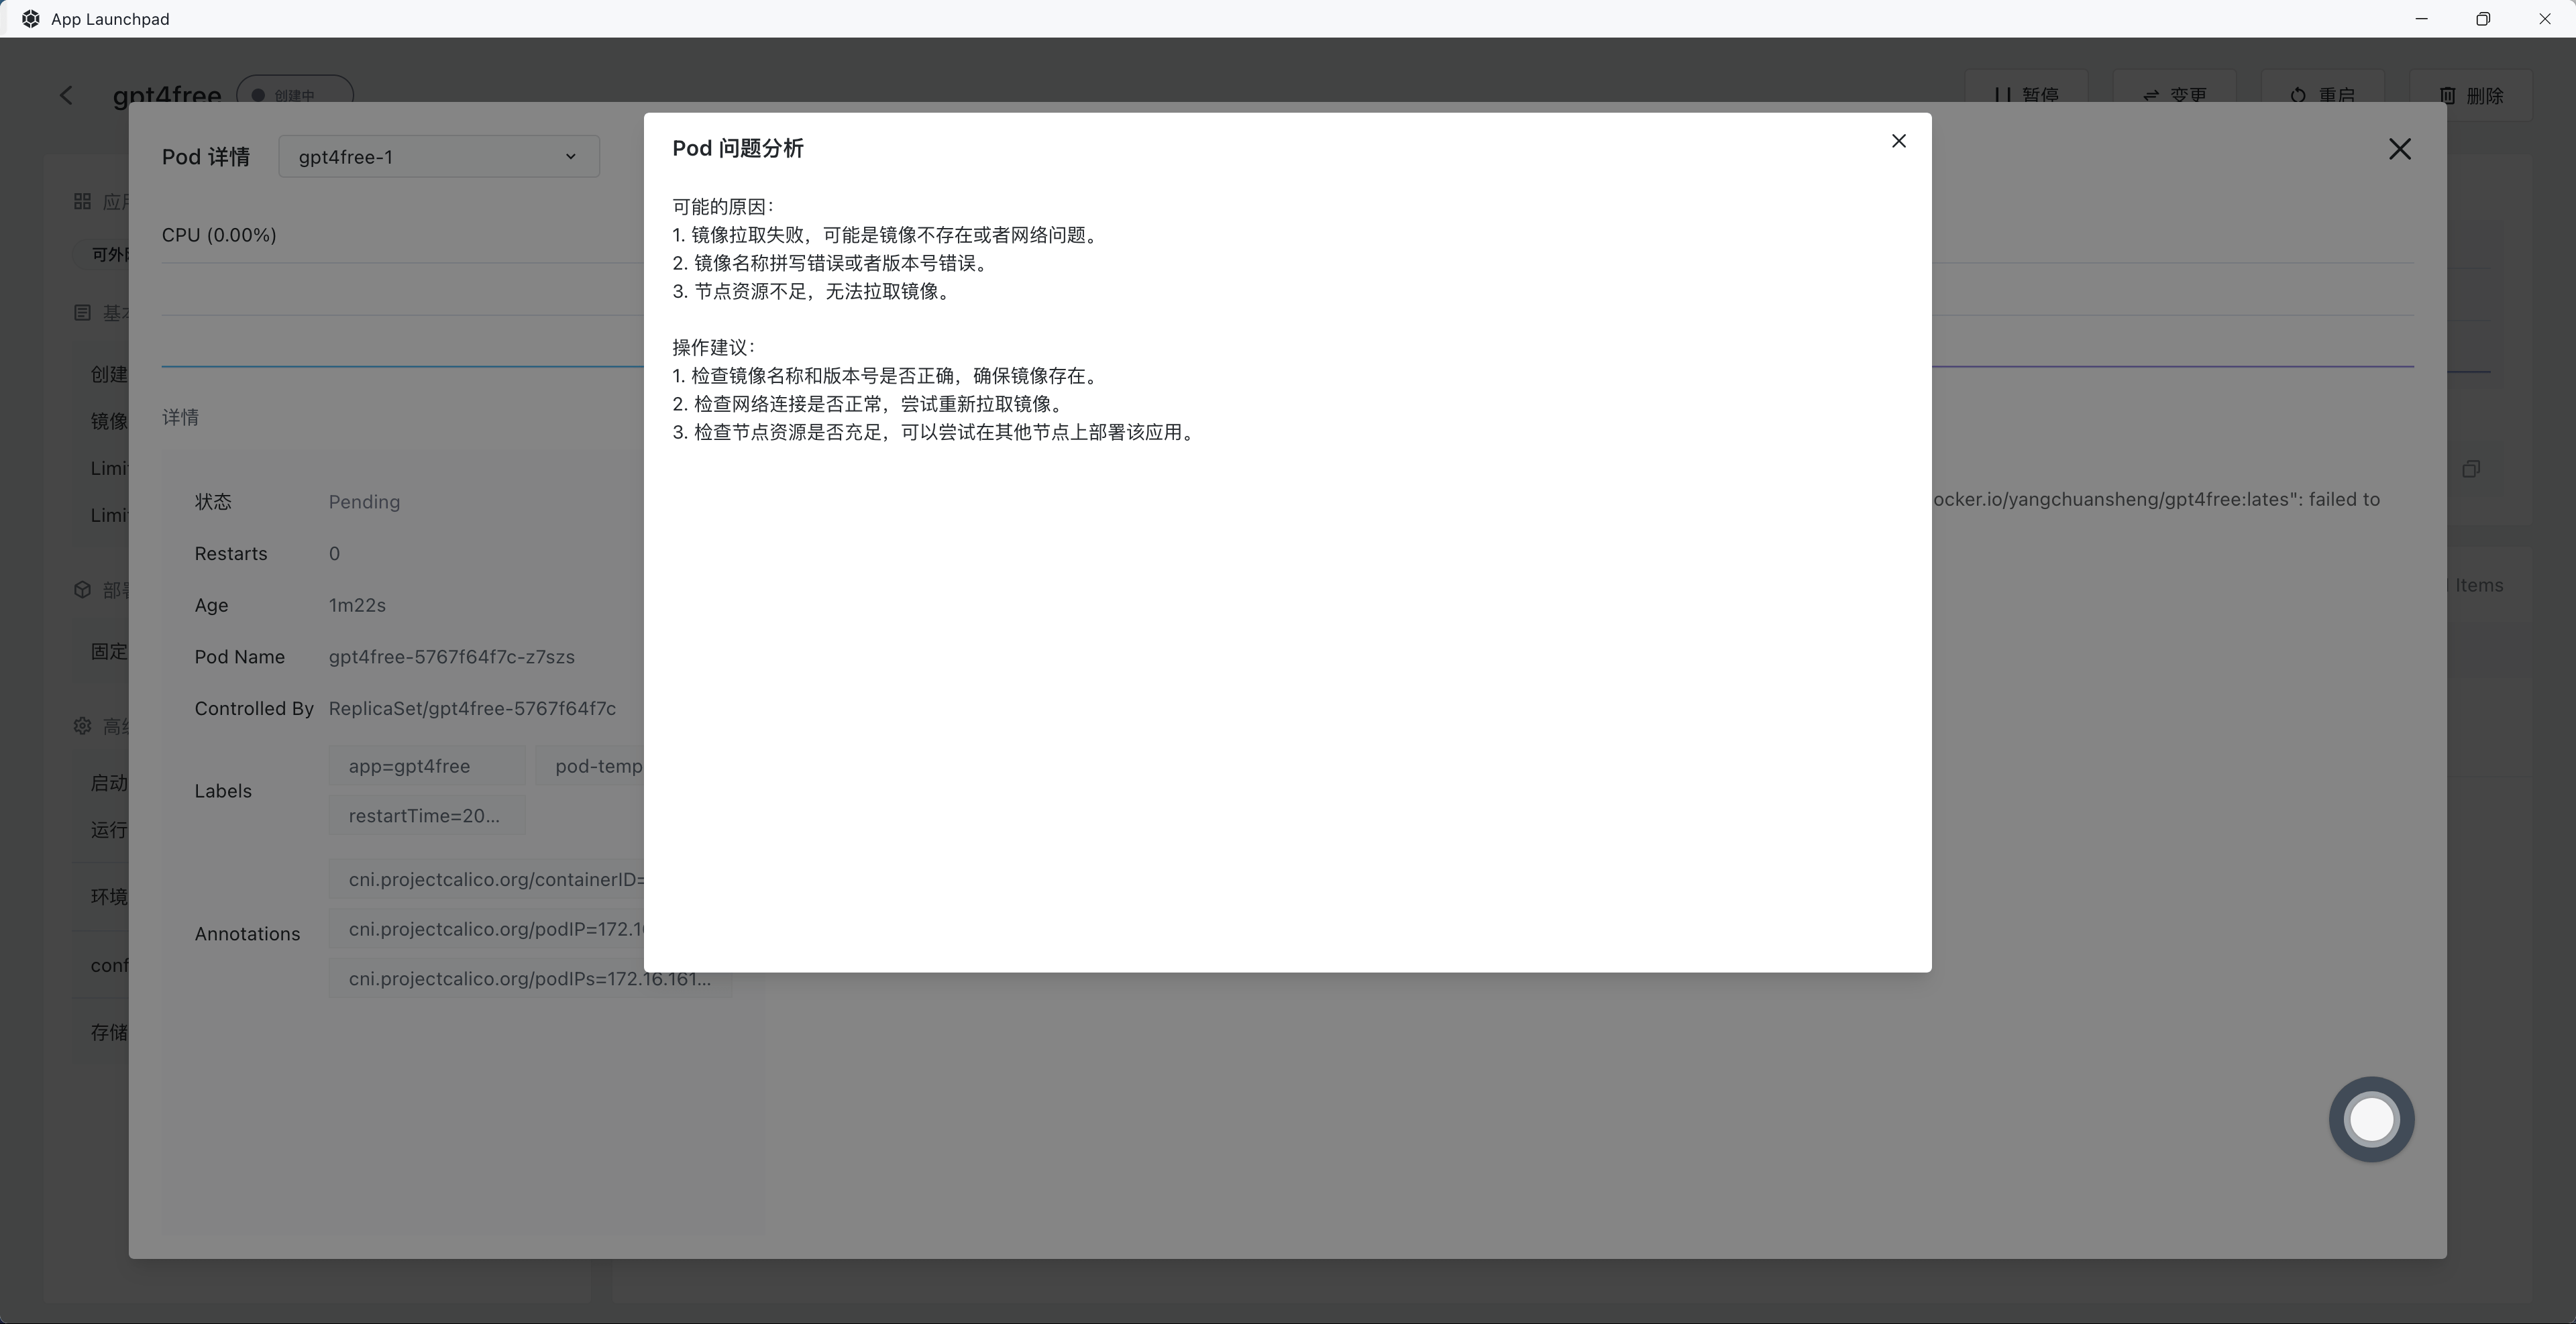 App Launchpad
gpt4free
创建中
暂停
变更
重启
删除
Pod 详情
gpt4free-1
应用
可外
CPU (0.00%)
基本
创建
镜像
Limi
Limi
部署
固定
高级
启动
运行
环境
conf
存储
详情
状态
Pending
Restarts
0
Age
1m22s
Pod Name
gpt4free-5767f64f7c-z7szs
Controlled By
ReplicaSet/gpt4free-5767f64f7c
Labels
app=gpt4free
pod-temp
restartTime=20...
Annotations
cni.projectcalico.org/containerID=
cni.projectcalico.org/podIP=172.1
cni.projectcalico.org/podIPs=172.16.161...
Pod 问题分析
可能的原因：
1. 镜像拉取失败，可能是镜像不存在或者网络问题。
2. 镜像名称拼写错误或者版本号错误。
3. 节点资源不足，无法拉取镜像。
操作建议：
1. 检查镜像名称和版本号是否正确，确保镜像存在。
2. 检查网络连接是否正常，尝试重新拉取镜像。
3. 检查节点资源是否充足，可以尝试在其他节点上部署该应用。
ocker.io/yangchuansheng/gpt4free:lates": failed to
Items